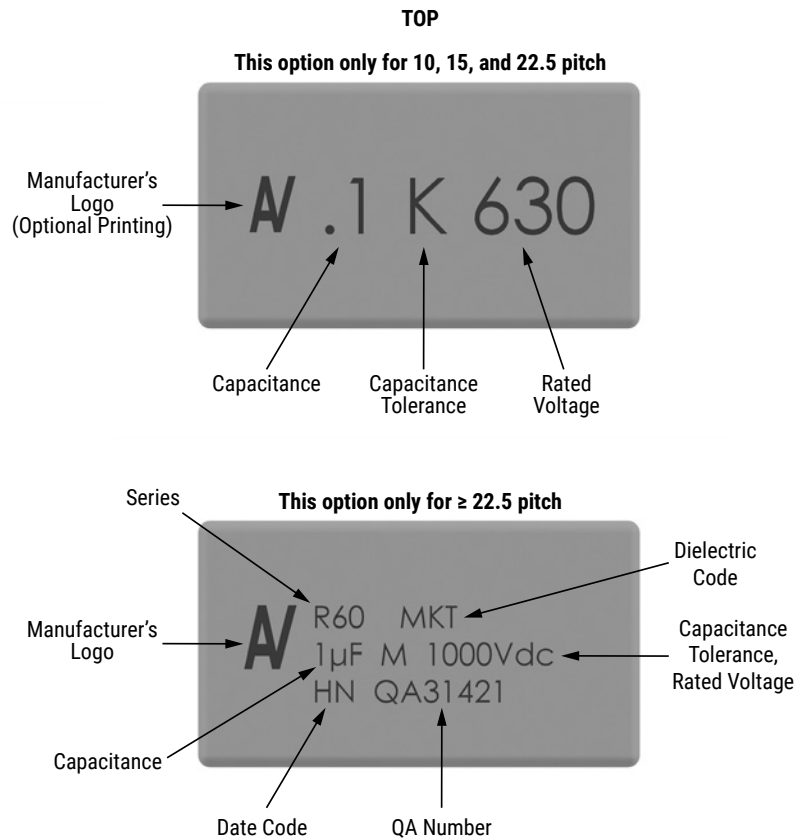 TOP
This option only for 10, 15, and 22.5 pitch
Manufacturer's
Logo
(Optional Printing)
.1 K 630
Capacitance
Capacitance
Tolerance
Rated
Voltage
Series
This option only for ≥ 22.5 pitch
Dielectric
Code
Manufacturer's
Logo
R60 MKT
1µF M 1000Vdc
HN QA31421
Capacitance
Tolerance,
Rated Voltage
Capacitance
Date Code
QA Number